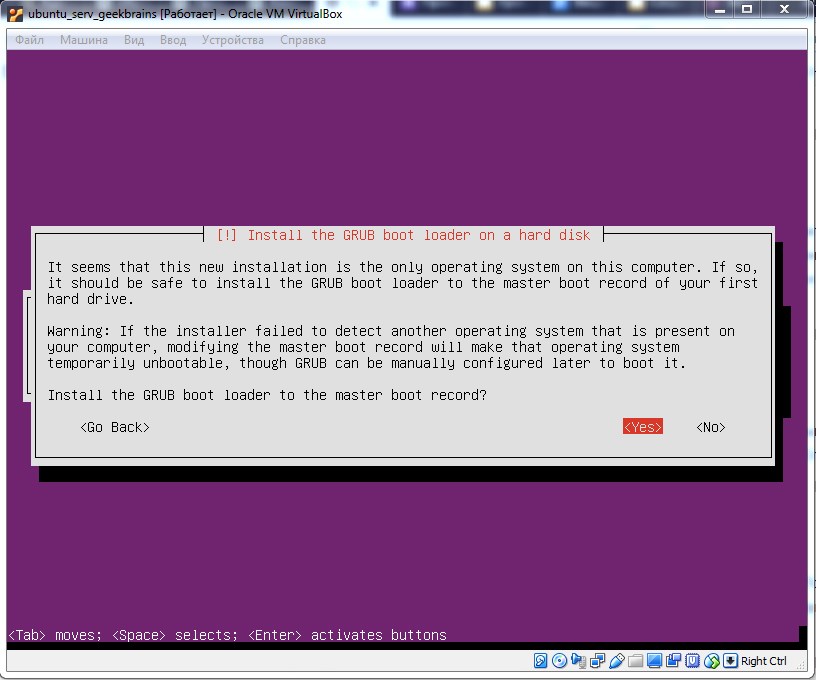 ubuntu_serv_geekbrains [Работает] - Oracle VM VirtualBox
Файл Машина Вид Ввод Устройства Справка
[!] Install the GRUB boot loader on a hard disk
It seems that this new installation is the only operating system on this computer. If so,
it should be safe to install the GRUB boot loader to the master boot record of your first
hard drive.
Warning: If the installer failed to detect another operating system that is present on
your computer, modifying the master boot record will make that operating system
temporarily unbootable, though GRUB can be manually configured later to boot it.
Install the GRUB boot loader to the master boot record?
<Go Back> <Yes> <No>
<Tab> moves; <Space> selects; <Enter> activates buttons
Right Ctrl